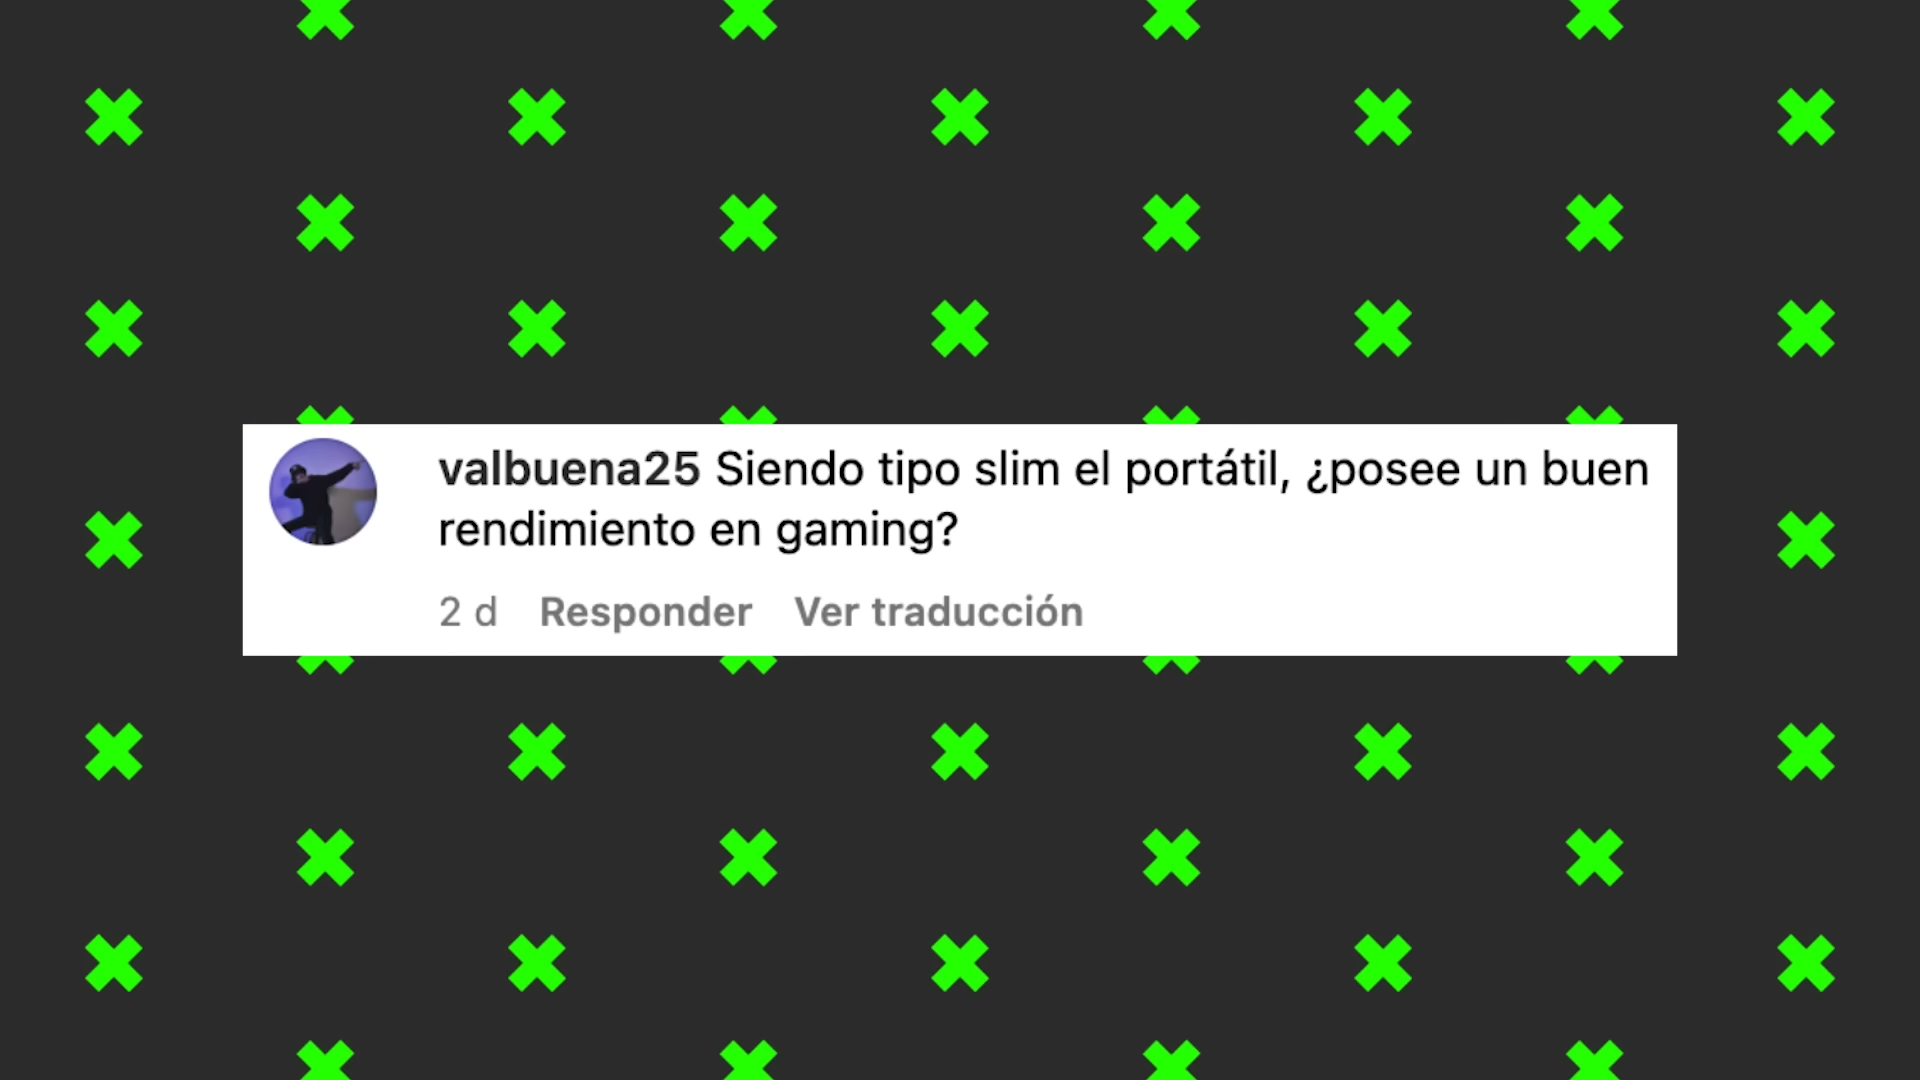 valbuena25 Siendo tipo slim el portátil, ¿posee un buen
rendimiento en gaming?
2 d Responder Ver traducción